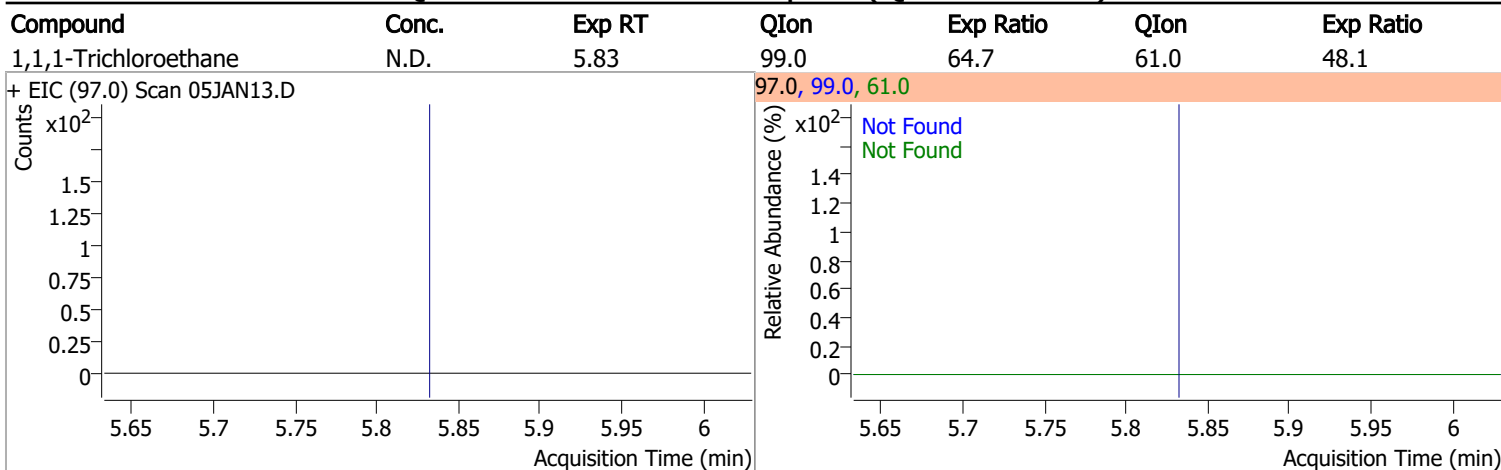 Compound Conc. Exp RT QIon Exp Ratio QIon Exp Ratio
1,1,1-Trichloroethane N.D. 5.83 99.0 64.7 61.0 48.1
+ EIC (97.0) Scan 05JAN13.D
Counts
x10²
1.5
1.25
1
0.75
0.5
0.25
0
5.65 5.7 5.75 5.8 5.85 5.9 5.95 6
Acquisition Time (min)
97.0, 99.0, 61.0
Relative Abundance (%)
x10²
Not Found
Not Found
1.4
1.2
1
0.8
0.6
0.4
0.2
0
5.65 5.7 5.75 5.8 5.85 5.9 5.95 6
Acquisition Time (min)